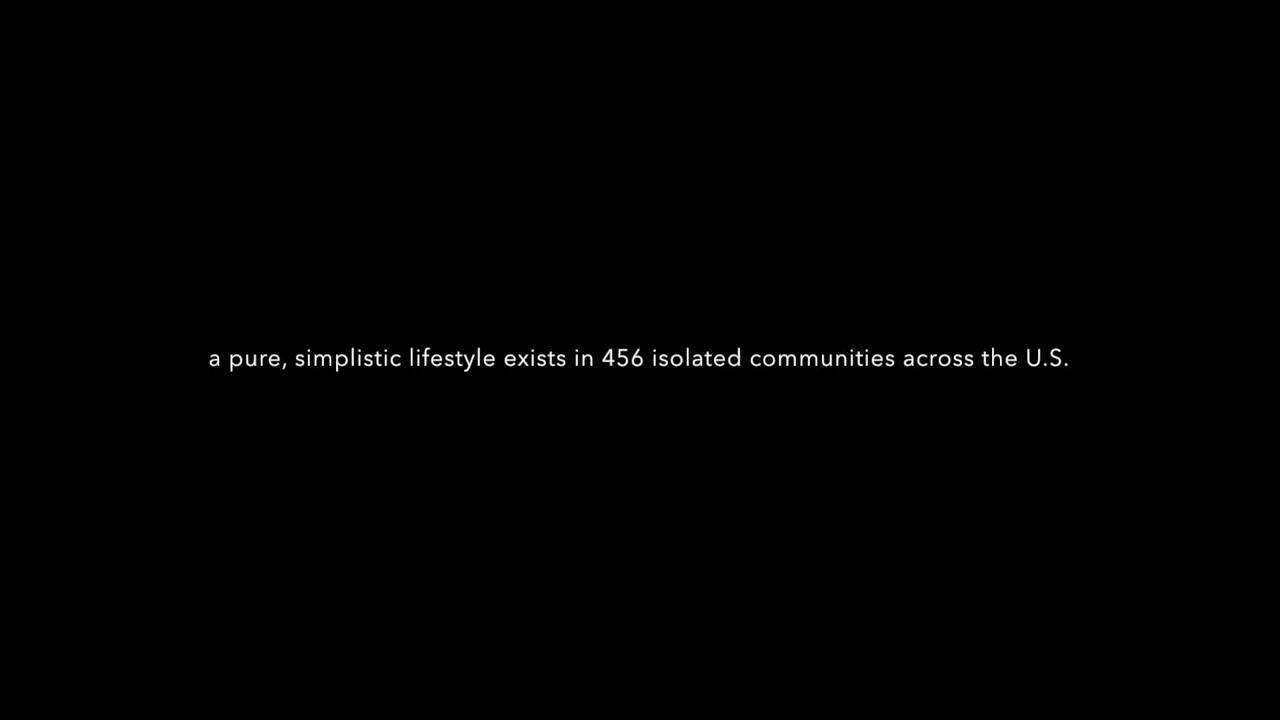 a pure, simplistic lifestyle exists in 456 isolated communities across the U.S.